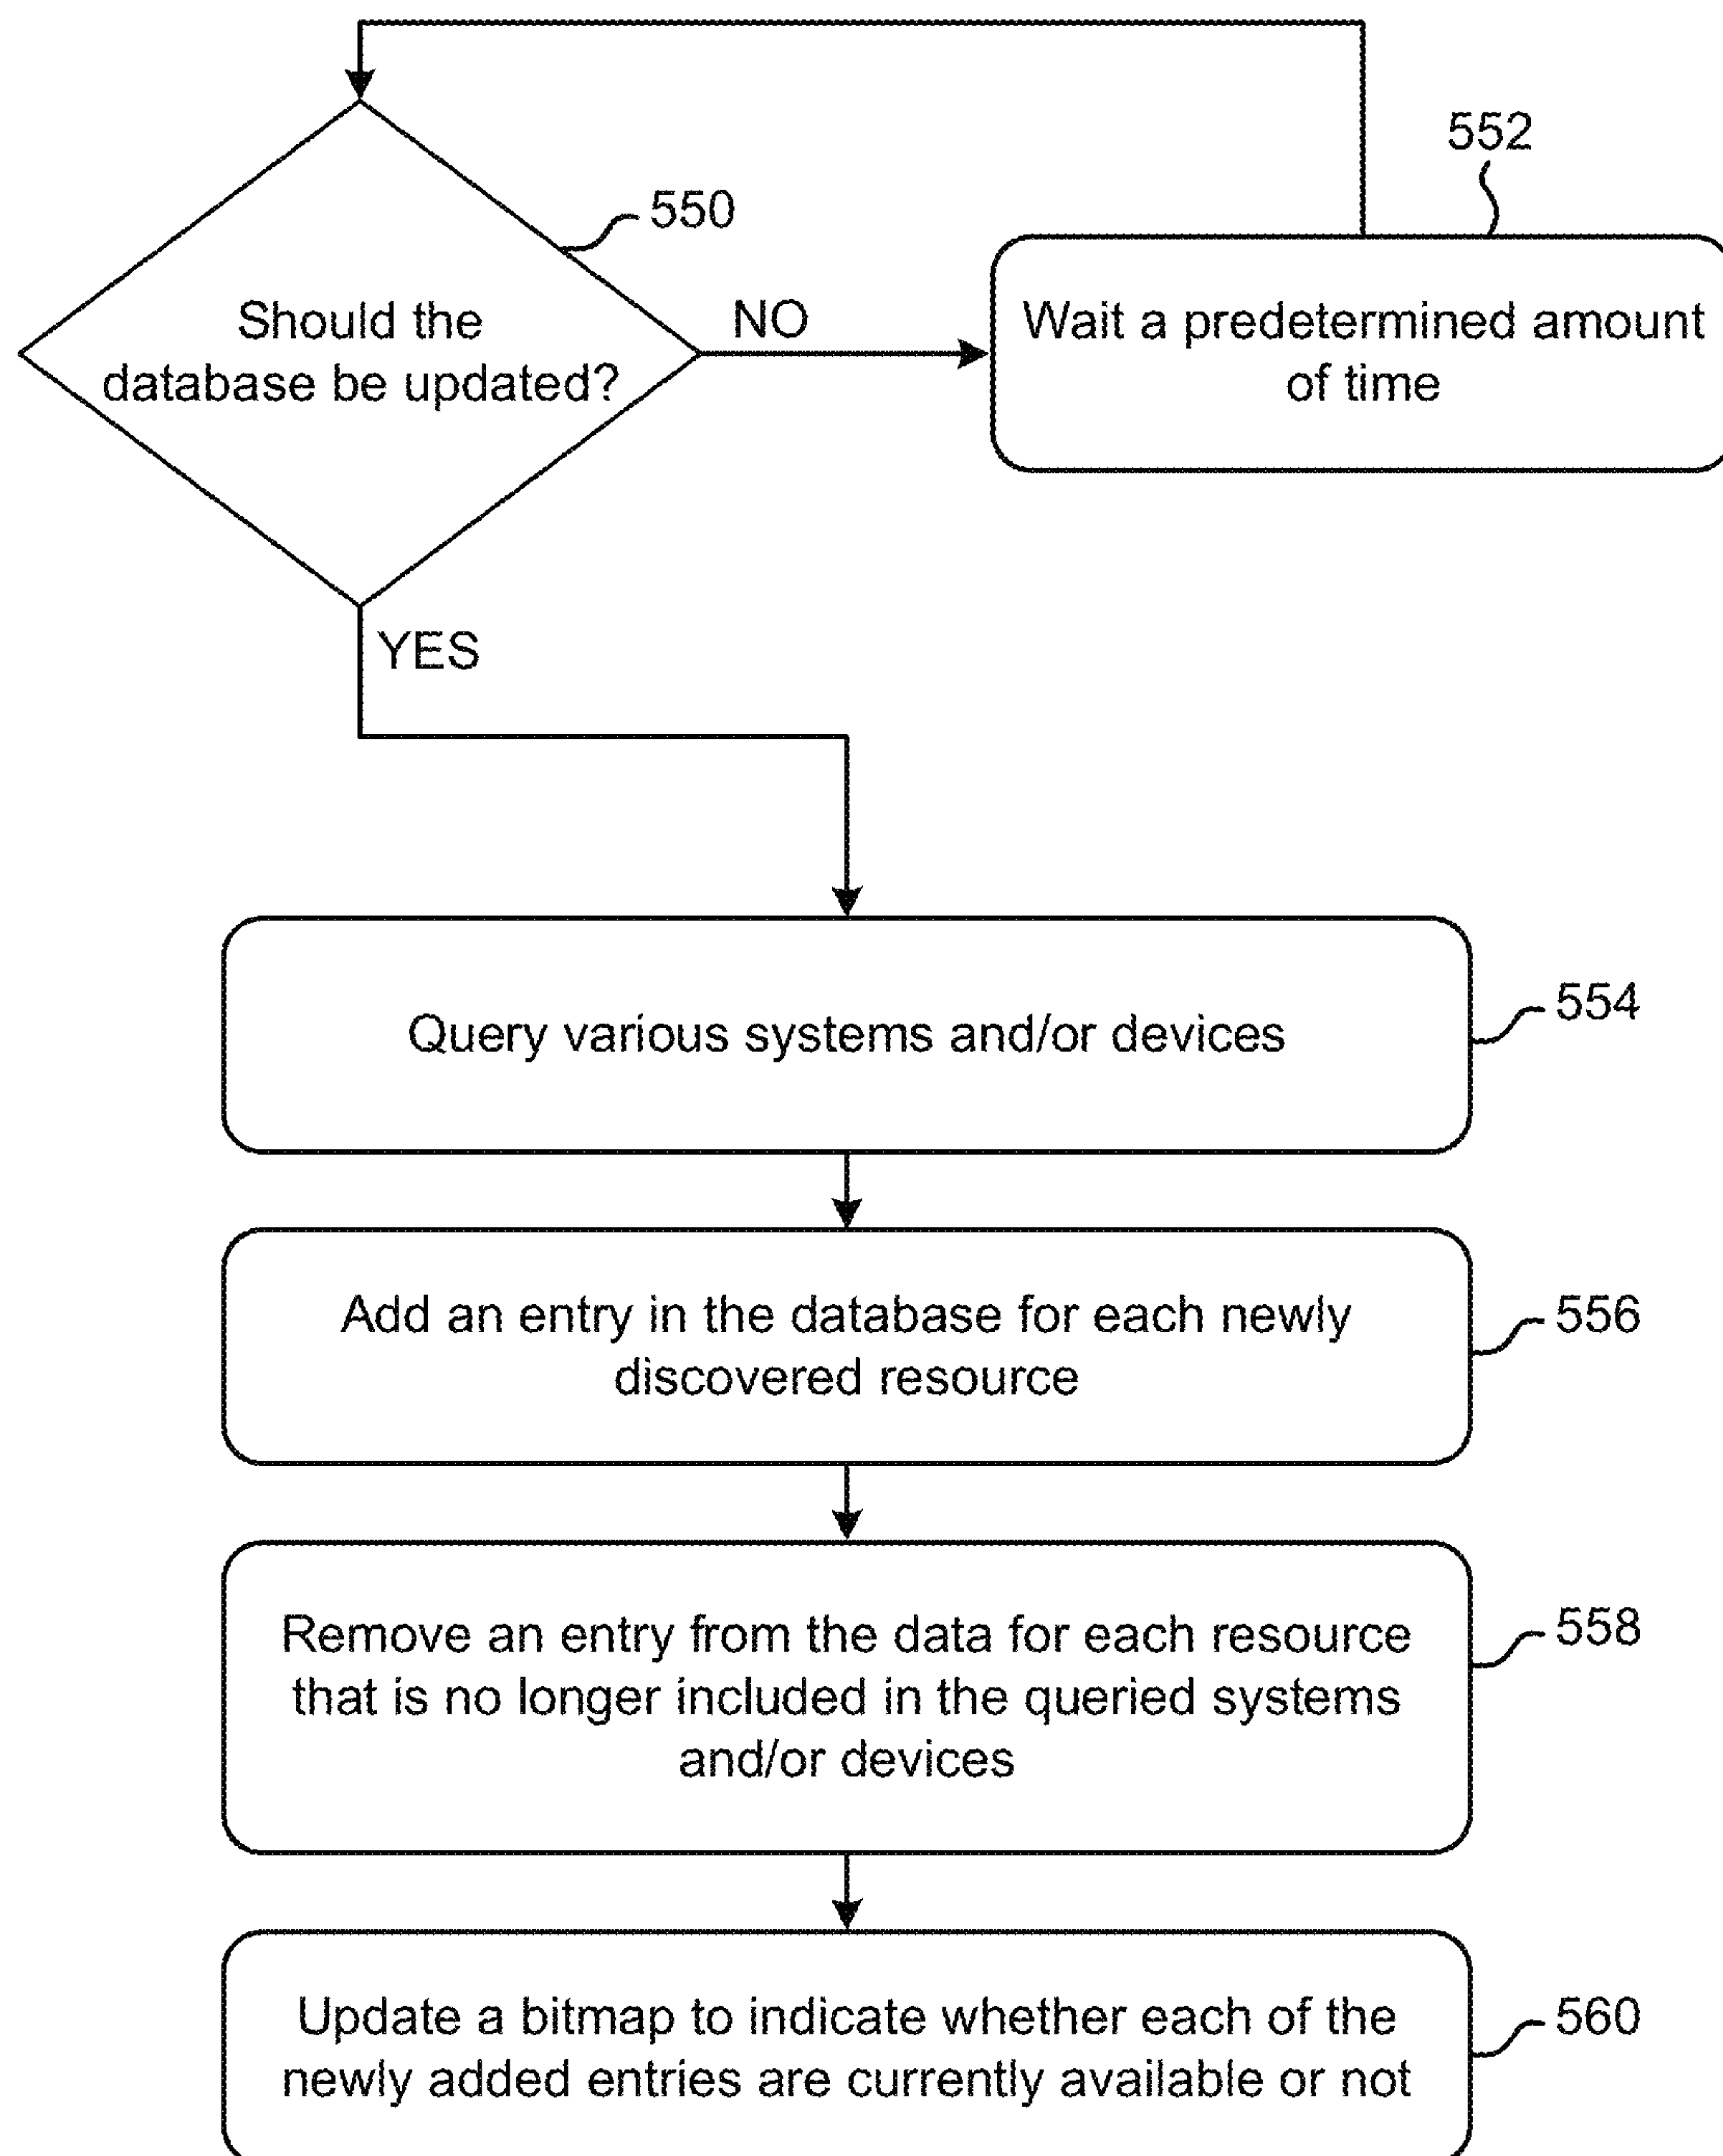 552
550
Should the
database be updated?
NO
Wait a predetermined amount
of time
YES
Query various systems and/or devices
554
Add an entry in the database for each newly
discovered resource
556
Remove an entry from the data for each resource
that is no longer included in the queried systems
and/or devices
558
Update a bitmap to indicate whether each of the
newly added entries are currently available or not
560